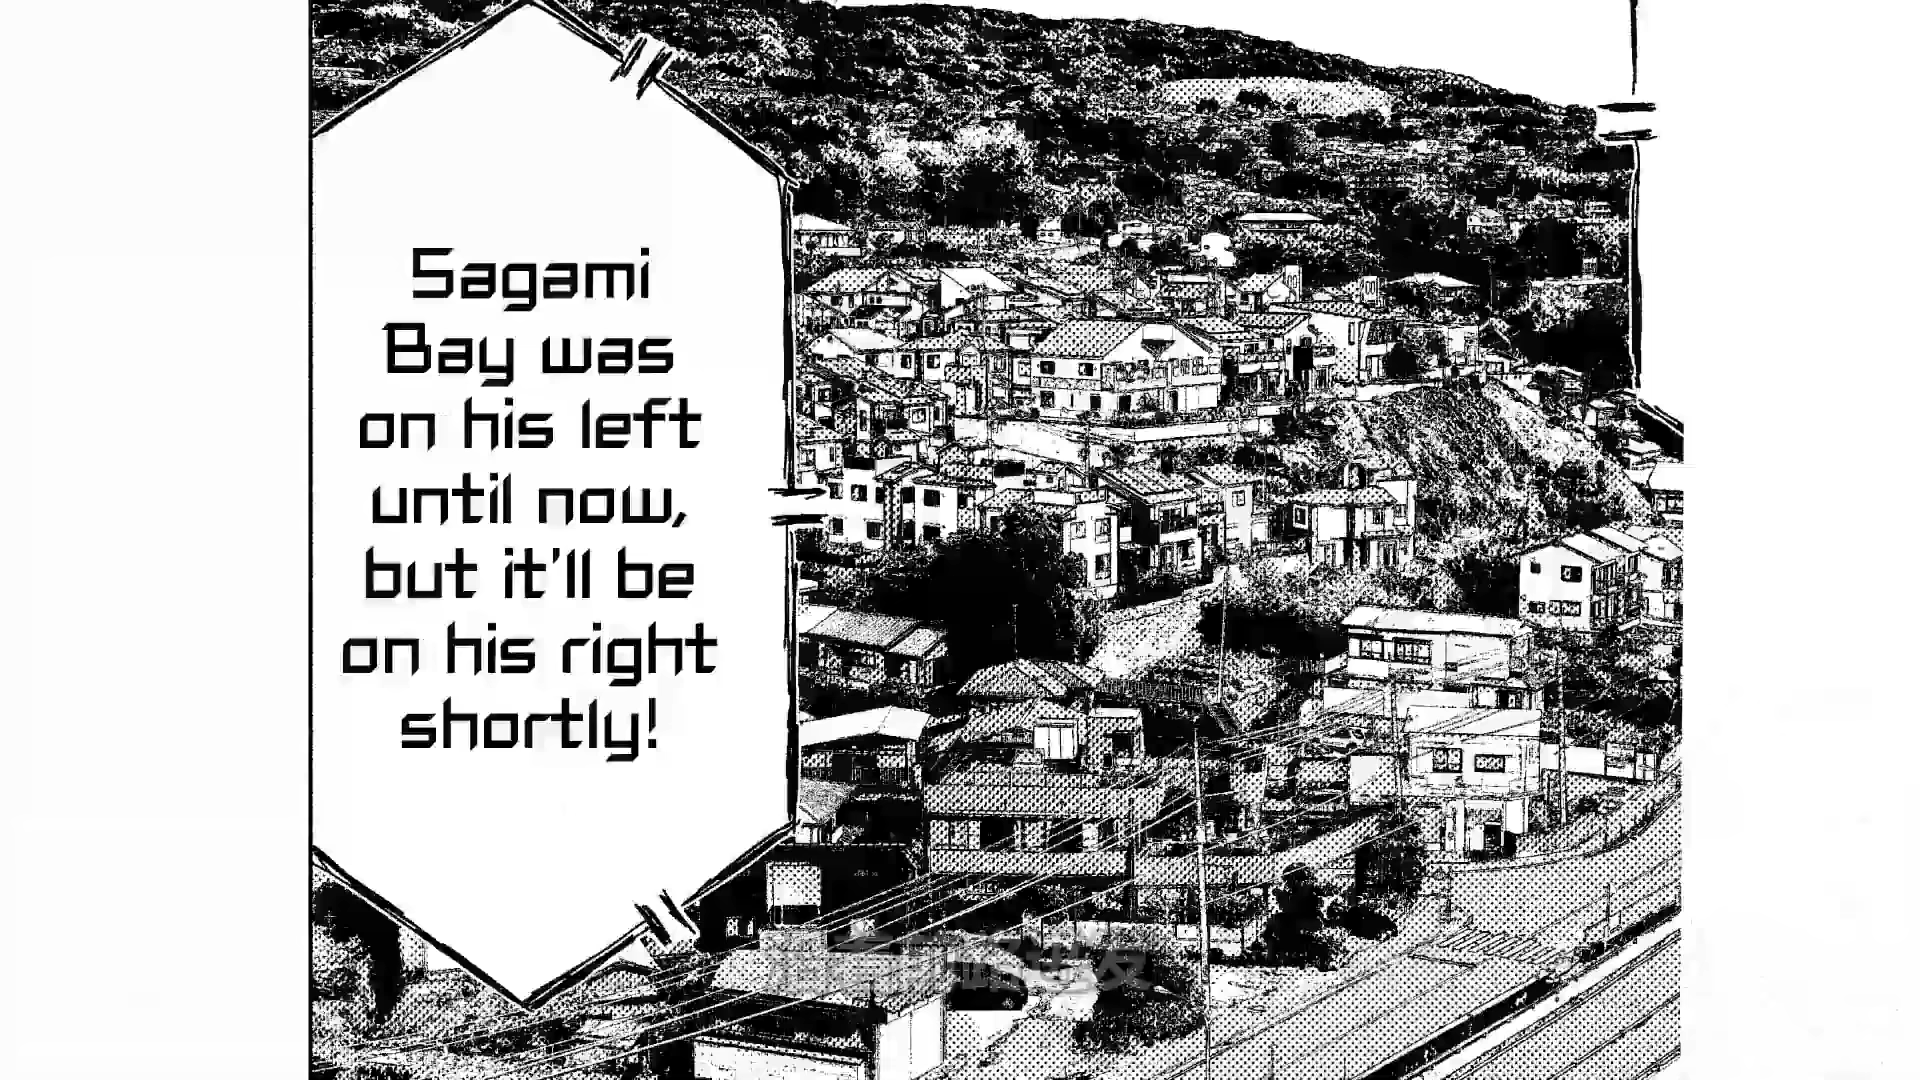 Sagami
Bay was
on his left
until now,
but it'll be
on his right
shortly!